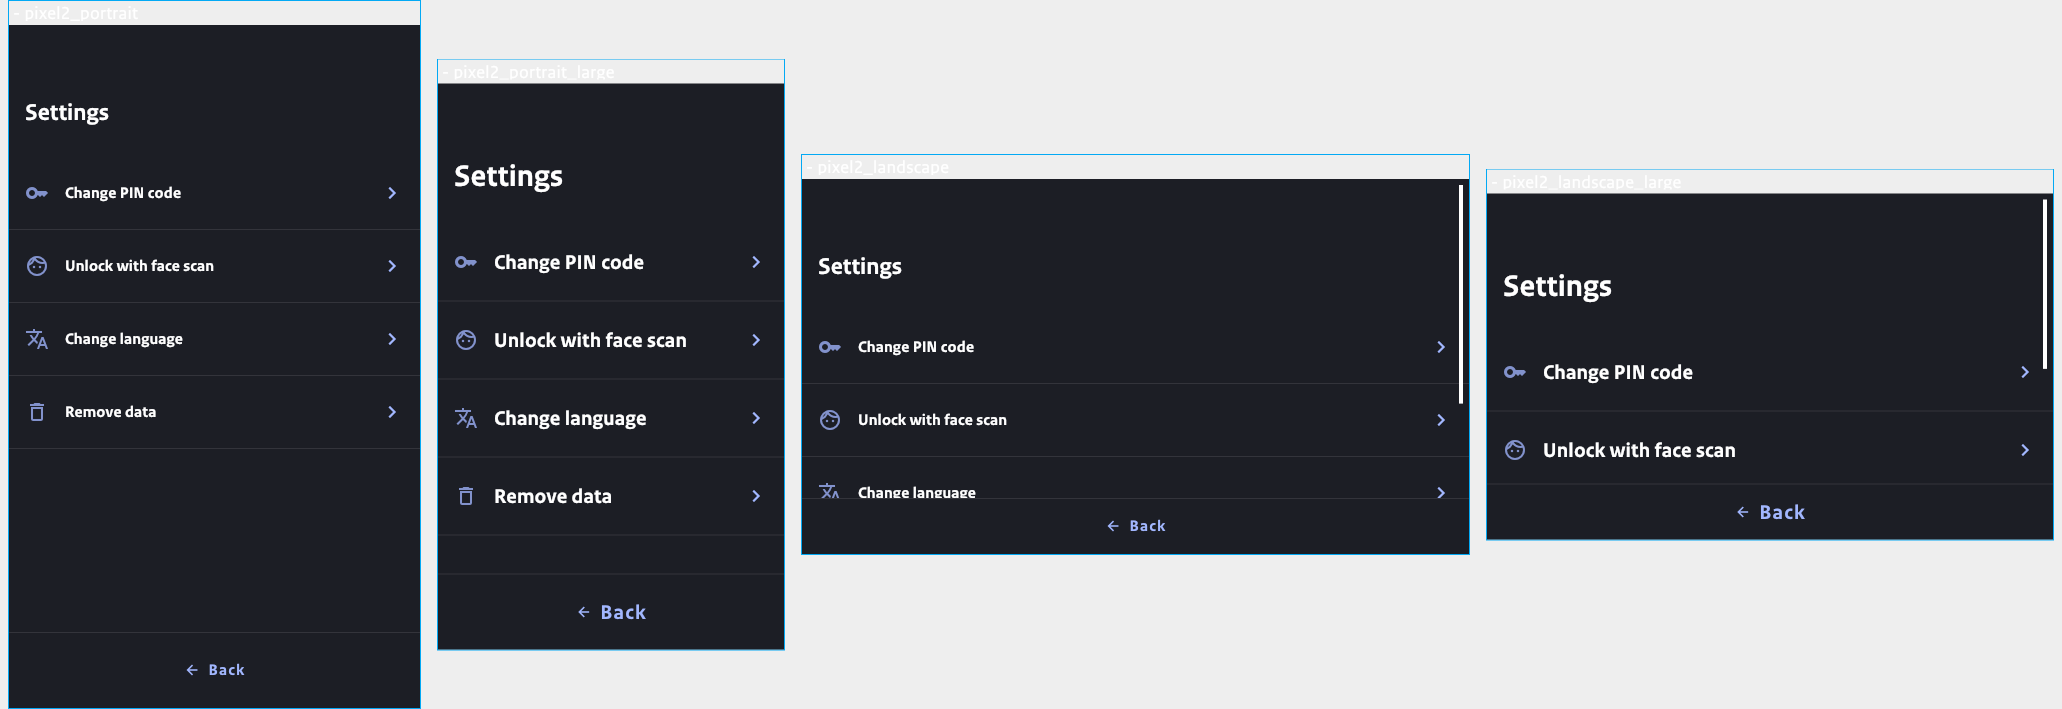 - pixel2_portrait
Settings
Change PIN code
Unlock with face scan
Change language
Remove data
← Back
- pixel2_portrait_large
Settings
Change PIN code
Unlock with face scan
Change language
Remove data
← Back
- pixel2_landscape
Settings
Change PIN code
Unlock with face scan
Change language
← Back
- pixel2_landscape_large
Settings
Change PIN code
Unlock with face scan
← Back